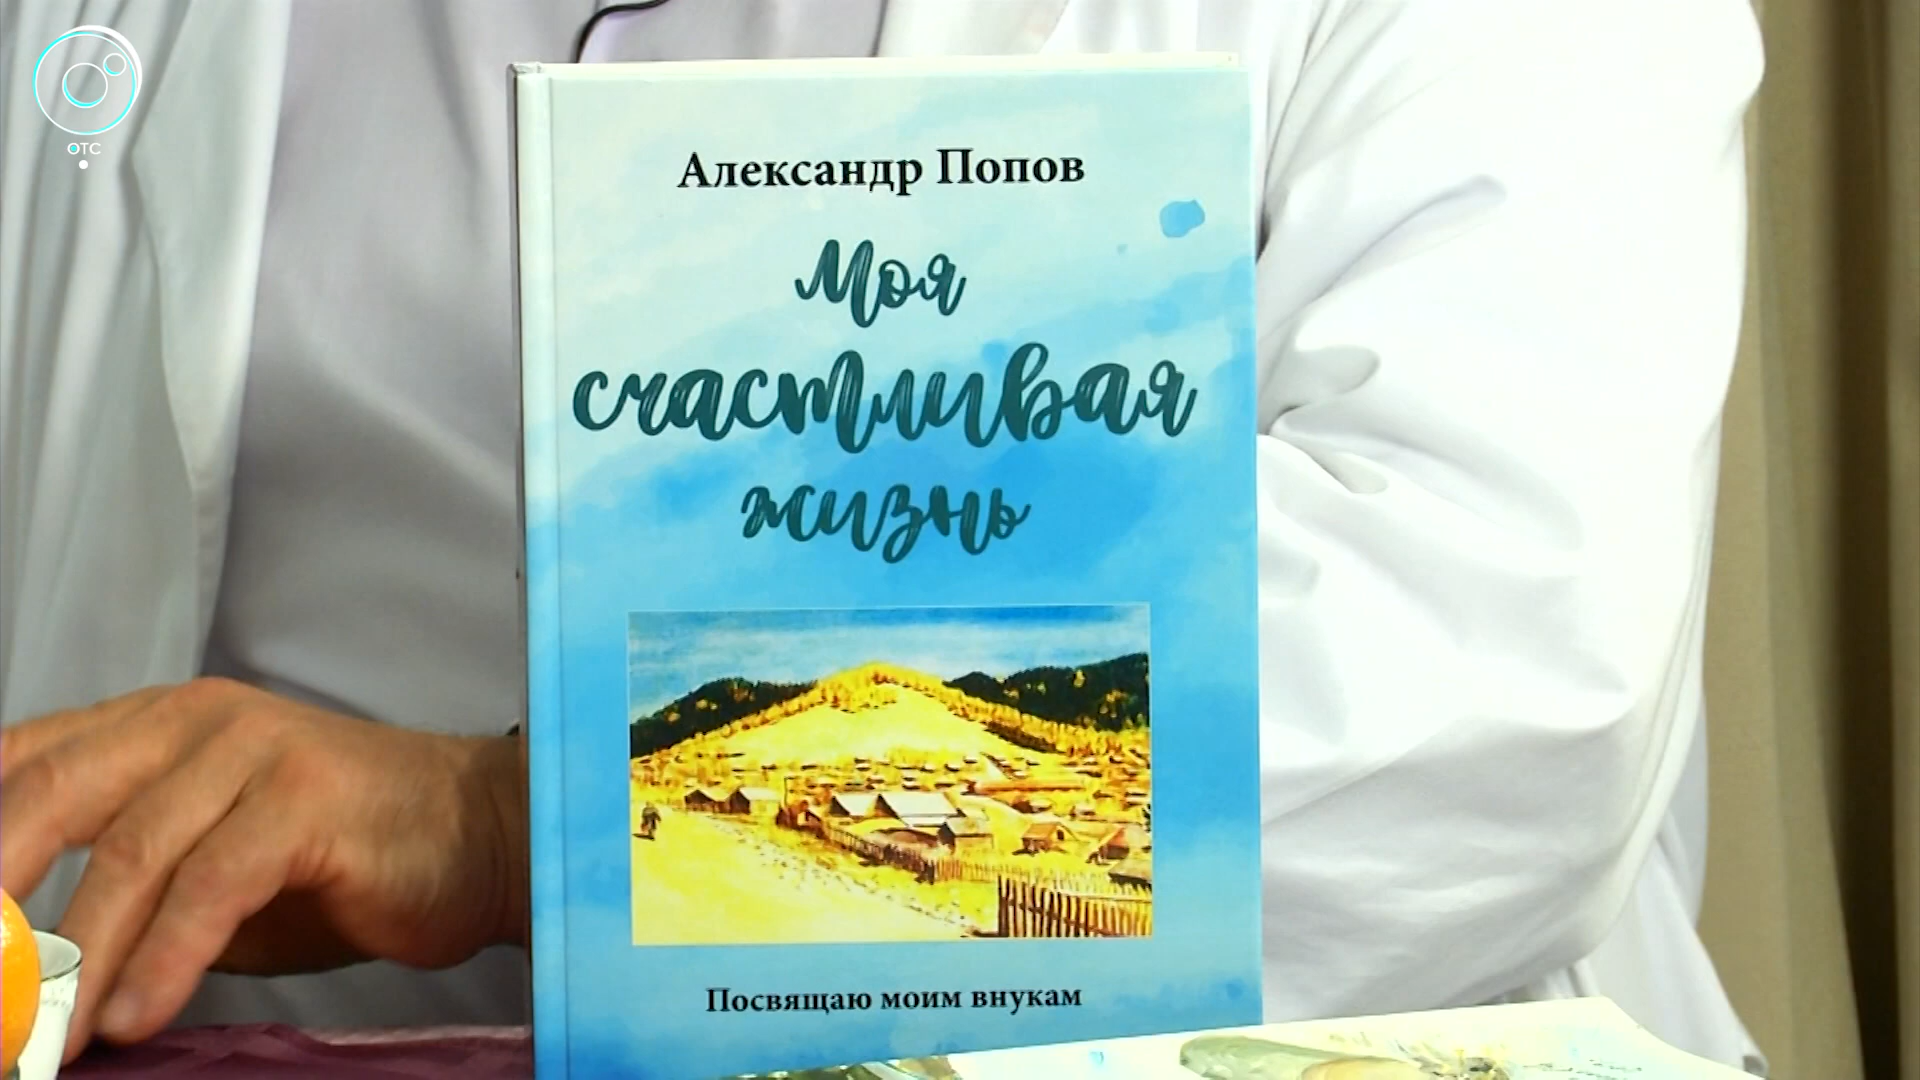 ОТС
Александр Попов
Моя
счастливая
жизнь
Посвящаю моим внукам